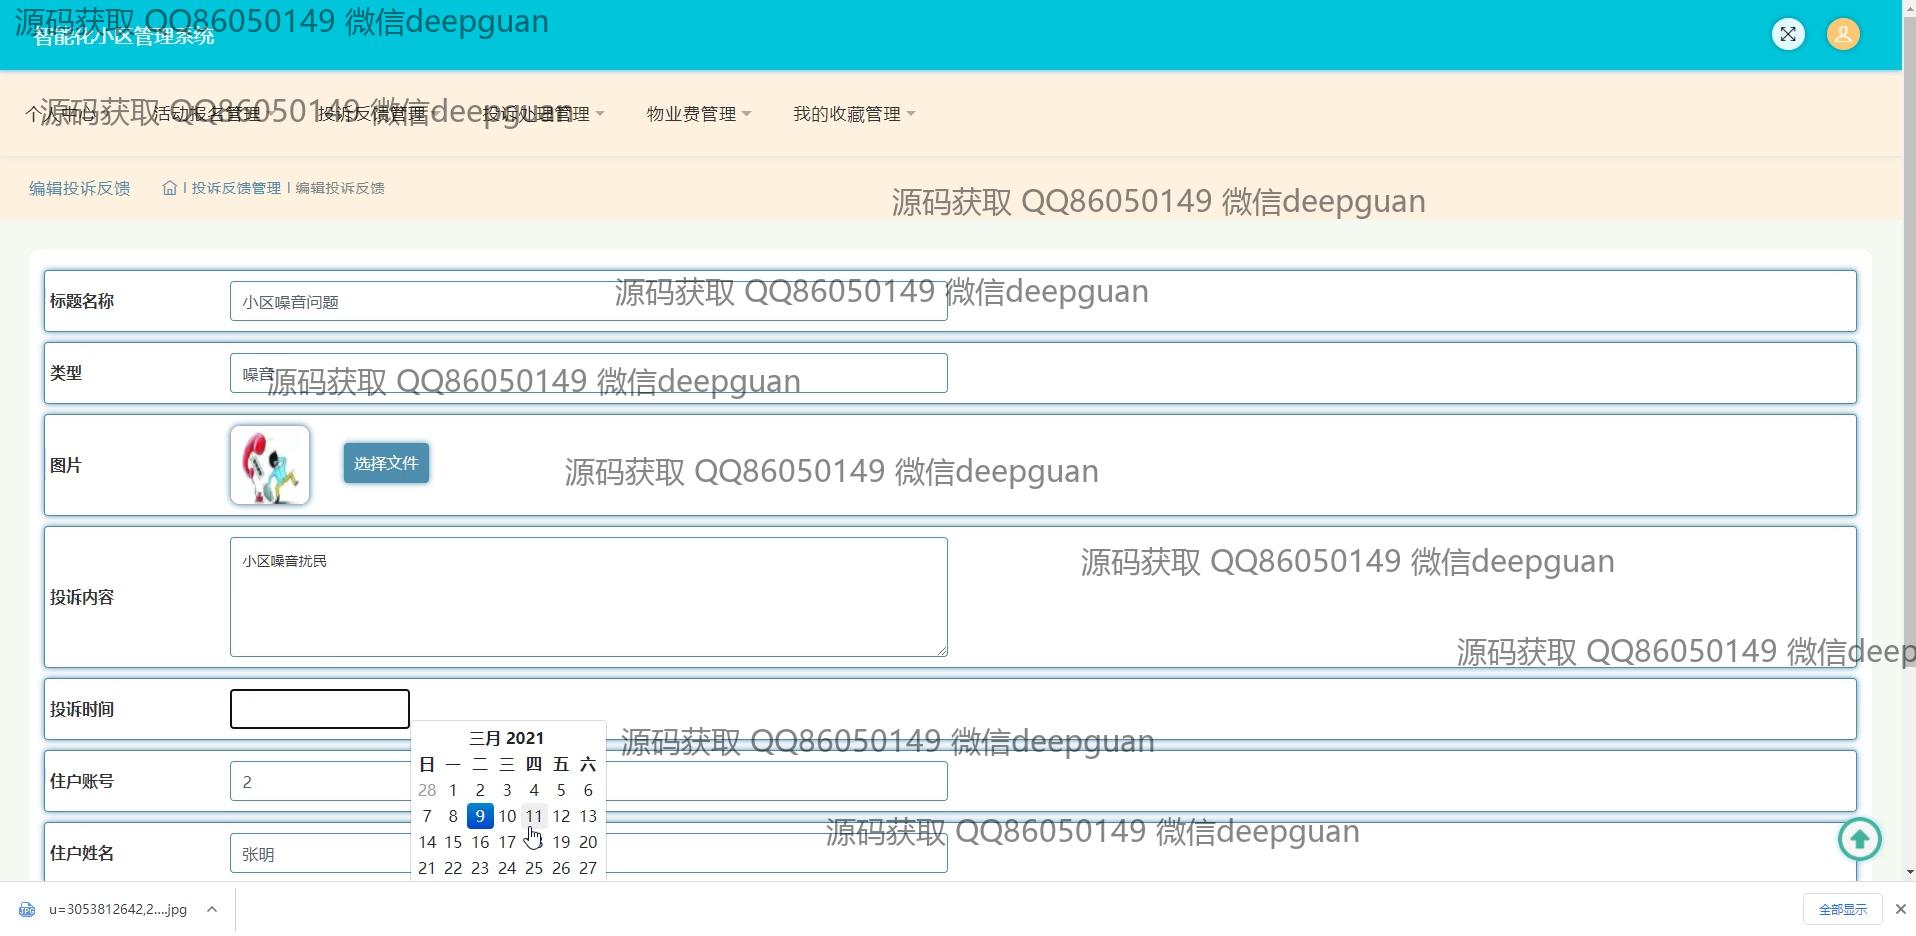 源码获取 QQ86050149 微信deepguan
智能化小区管理系统
源码获取 QQ86050149 微信deepguan
个人中心 活动报名管理 投诉反馈管理 投诉处理管理 物业费管理 我的收藏管理
编辑投诉反馈 投诉反馈管理 编辑投诉反馈
源码获取 QQ86050149 微信deepguan
标题名称 小区噪音问题
源码获取 QQ86050149 微信deepguan
类型 噪音
源码获取 QQ86050149 微信deepguan
图片 选择文件
源码获取 QQ86050149 微信deepguan
小区噪音扰民
源码获取 QQ86050149 微信deepguan
投诉内容
源码获取 QQ86050149 微信deep
投诉时间
三月 2021
源码获取 QQ86050149 微信deepguan
日 一 二 三 四 五 六
住户账号 2
28 1 2 3 4 5 6
7 8 9 10 11 12 13
源码获取 QQ86050149 微信deepguan
14 15 16 17 19 20
住户姓名 张明
21 22 23 24 25 26 27
u=3053812642,2....jpg 全部显示